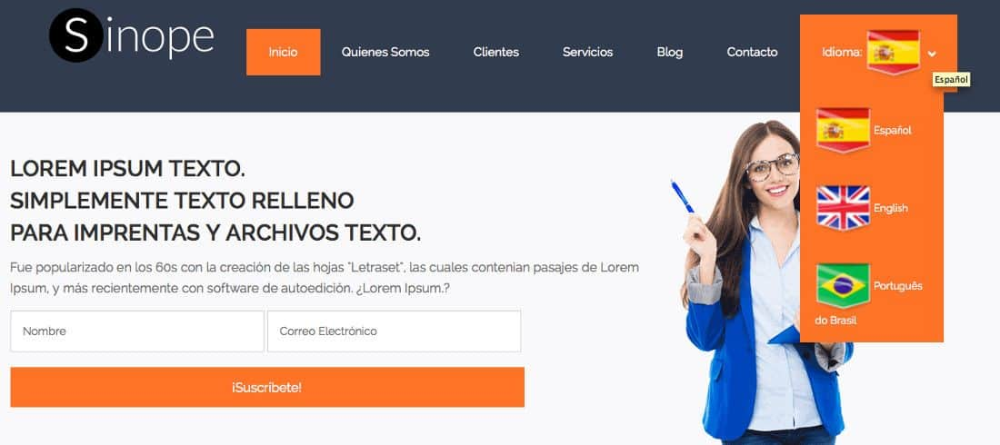 Sinope
Inicio
Quienes Somos
Clientes
Servicios
Blog
Contacto
Idioma:
Español
Español
English
Português
do Brasil
LOREM IPSUM TEXTO.
SIMPLEMENTE TEXTO RELLENO
PARA IMPRENTAS Y ARCHIVOS TEXTO.
Fue popularizado en los 60s con la creación de las hojas "Letraset", las cuales contenian pasajes de Lorem
Ipsum, y más recientemente con software de autoedición. ¿Lorem Ipsum.?
Nombre
Correo Electrónico
¡Suscríbete!